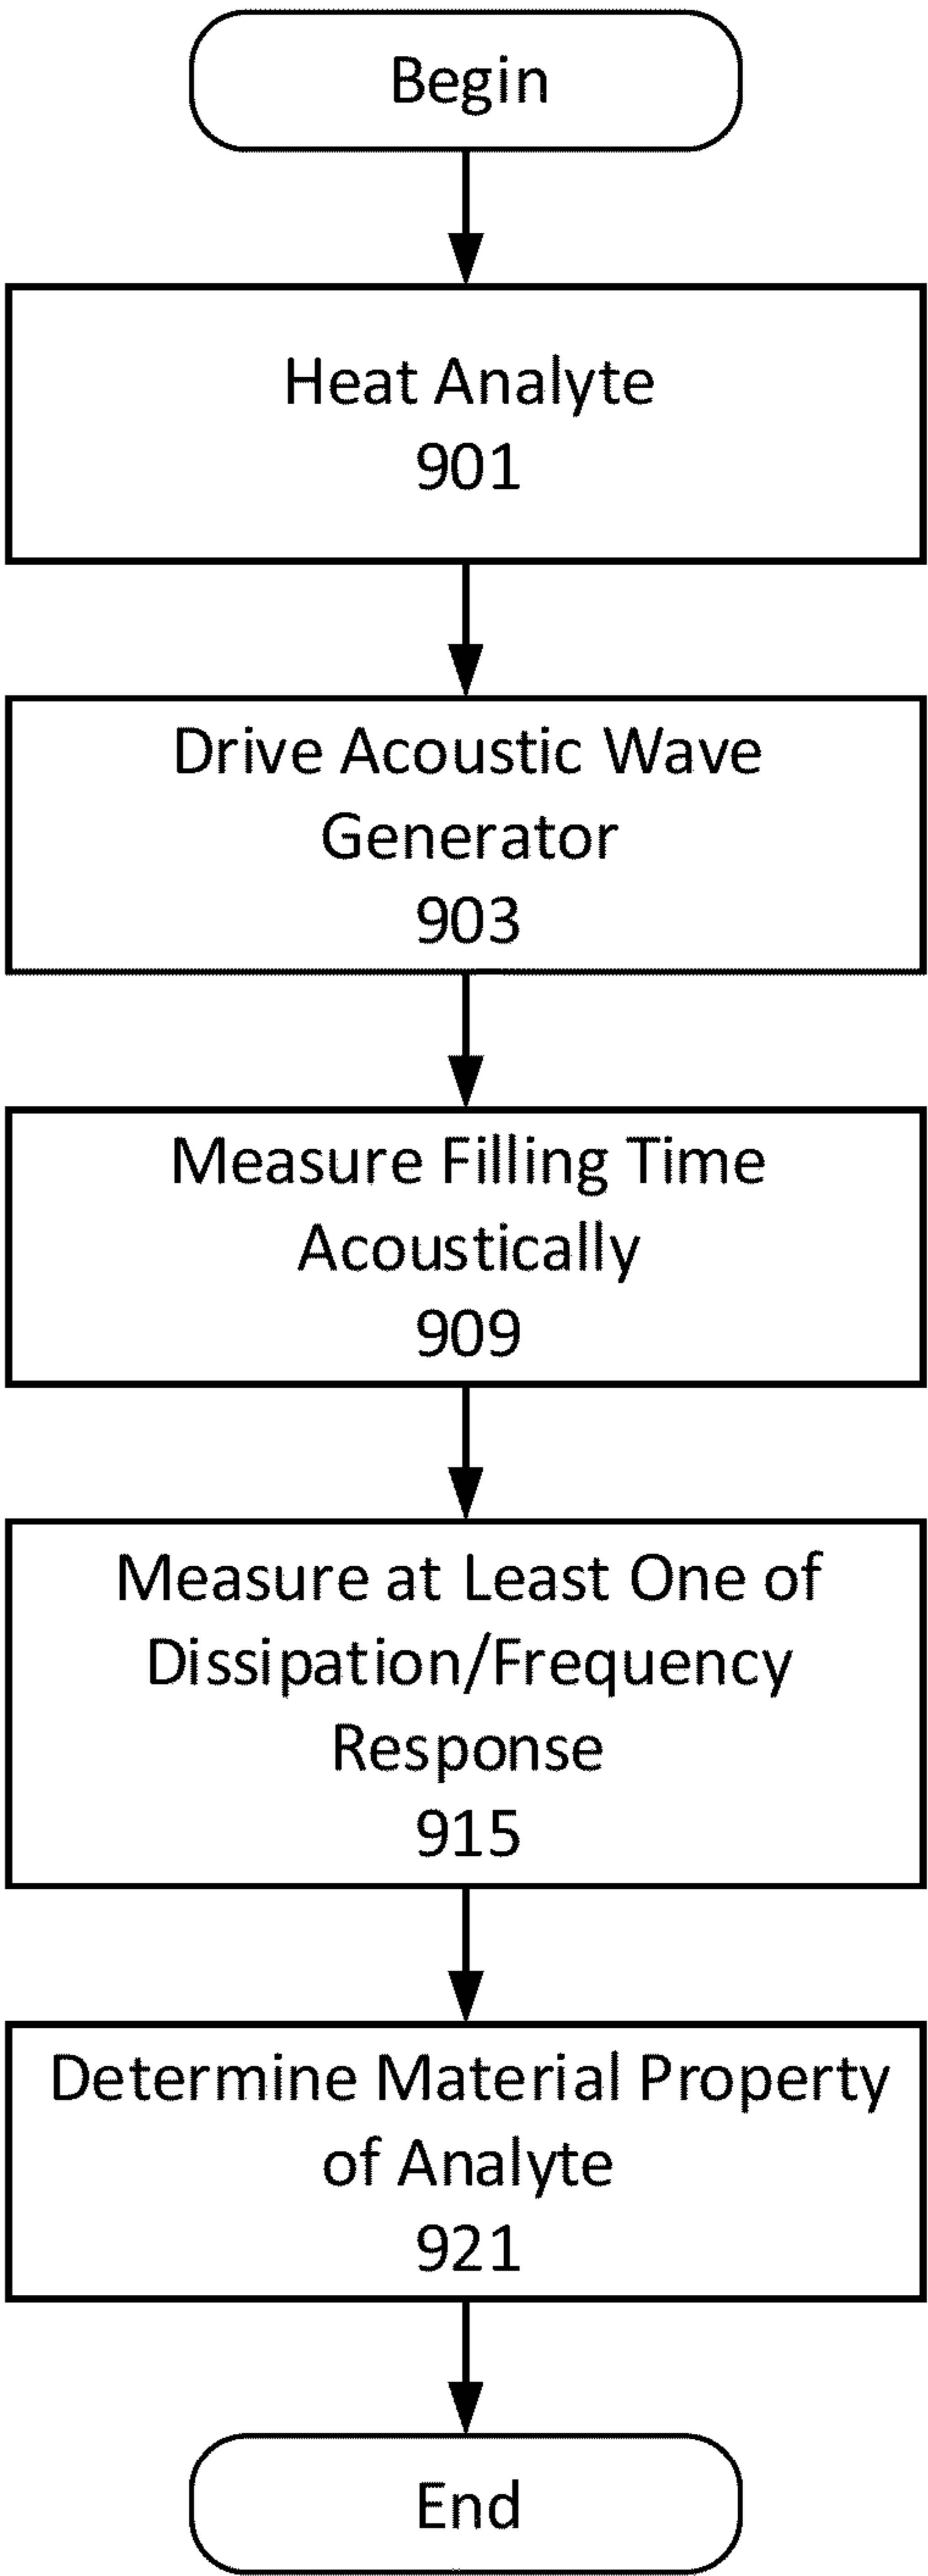 Begin
Heat Analyte
901
Drive Acoustic Wave
Generator
903
Measure Filling Time
Acoustically
909
Measure at Least One of
Dissipation/Frequency
Response
915
Determine Material Property
of Analyte
921
End